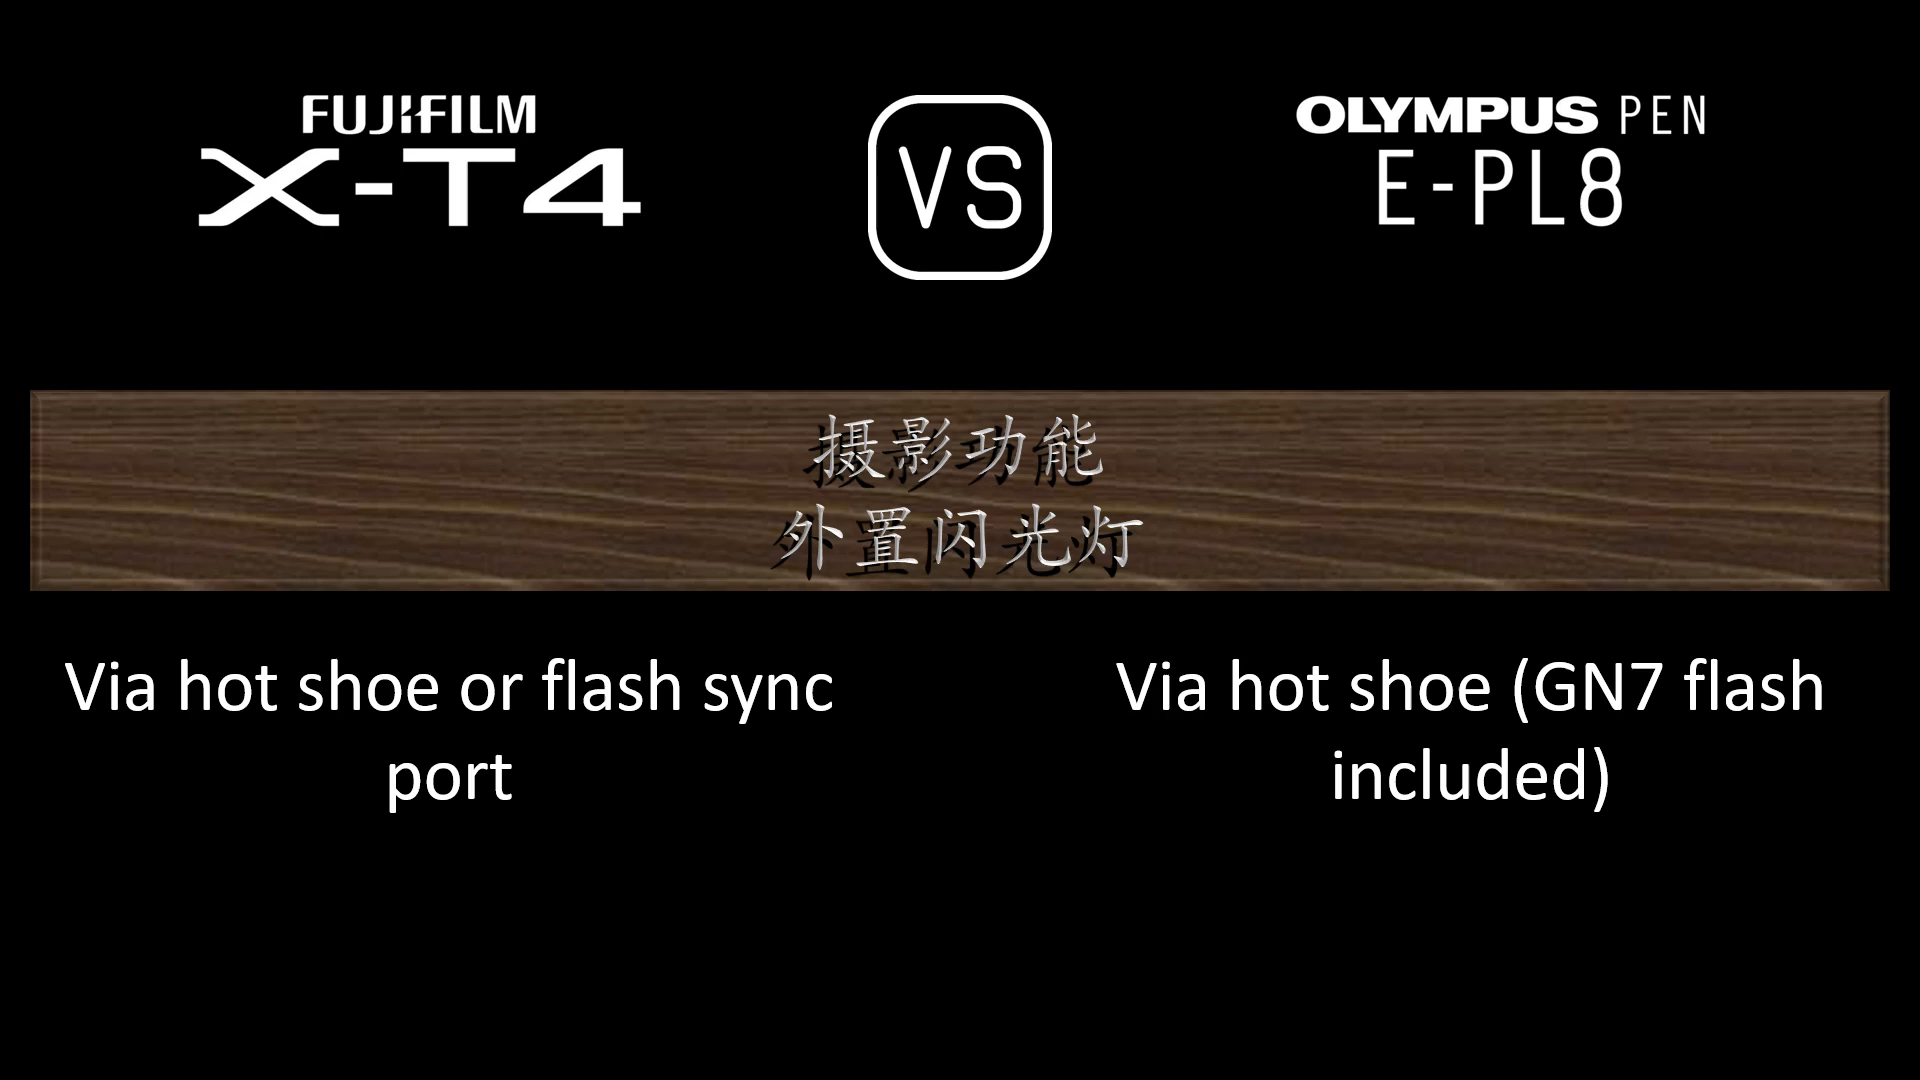 FUJIFILM
X-T4
VS
OLYMPUS PEN
E-PL8
摄影功能
外置闪光灯
Via hot shoe or flash sync
port
Via hot shoe (GN7 flash
included)